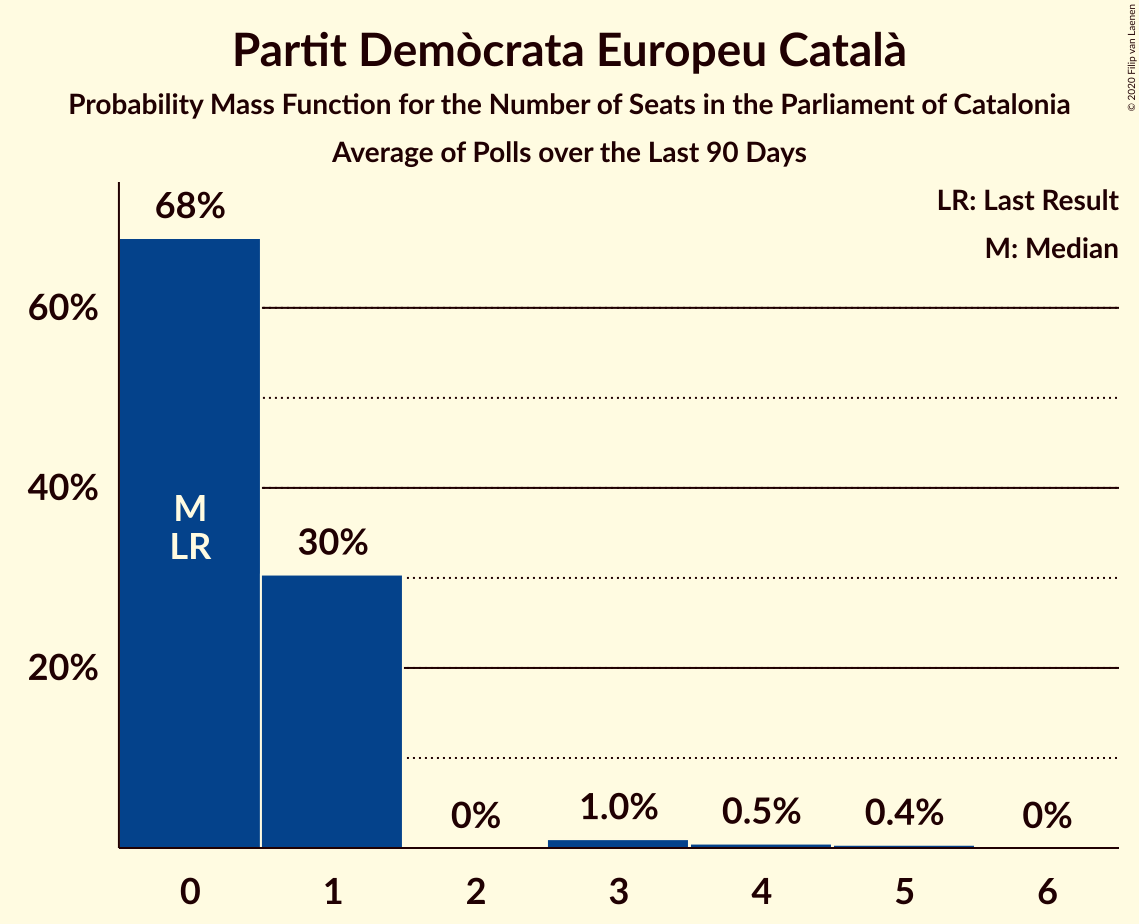 Partit Demòcrata Europeu Català
Probability Mass Function for the Number of Seats in the Parliament of Catalonia
Average of Polls over the Last 90 Days
© 2020 Filip van Laenen
LR: Last Result
M: Median
68%
60%
40%
20%
M
LR
30%
0%
1.0%
0.5%
0.4%
0%
0 1 2 3 4 5 6